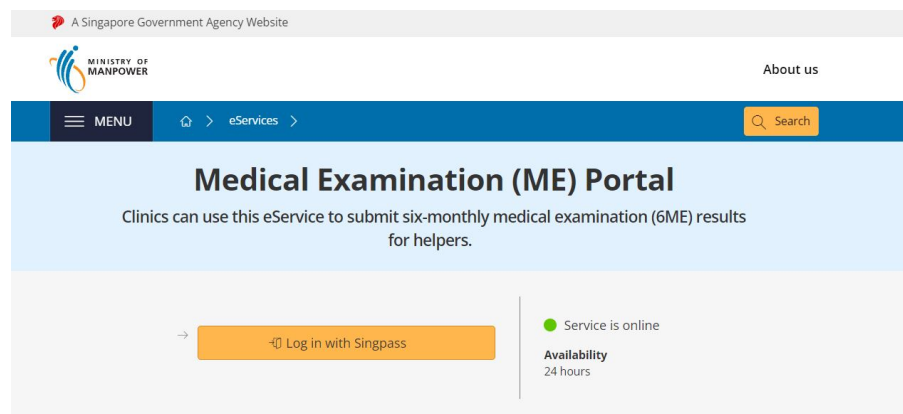 A Singapore Government Agency Website
MINISTRY OF
MANPOWER
About us
MENU
eServices
Search
Medical Examination (ME) Portal
Clinics can use this eService to submit six-monthly medical examination (6ME) results
for helpers.
Log in with Singpass
Service is online
Availability
24 hours